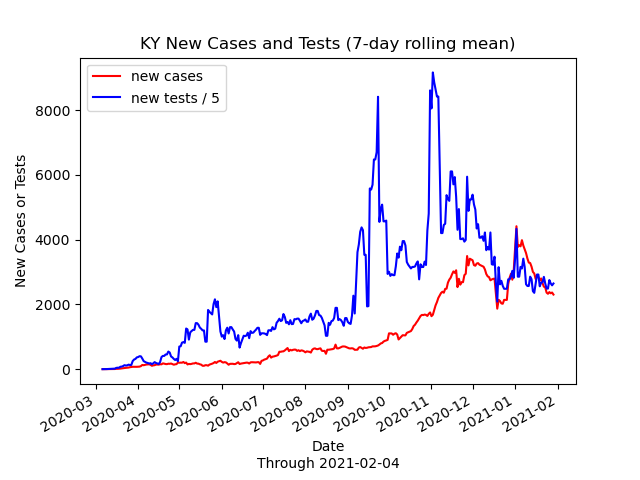 KY New Cases and Tests (7-day rolling mean)
new cases
new tests / 5
8000
6000
4000
2000
0
New Cases or Tests
2020-03
2020-04
2020-05
2020-06
2020-07
2020-08
2020-09
2020-10
2020-11
2020-12
2021-01
2021-02
Date
Through 2021-02-04